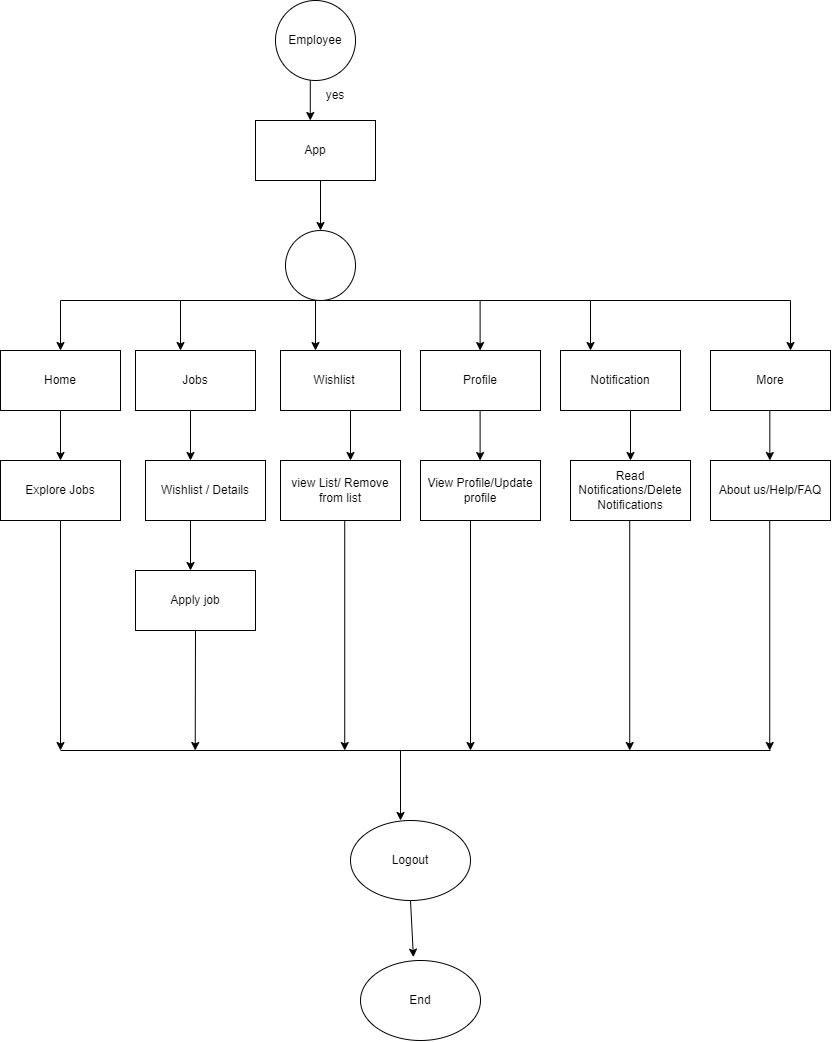 Employee
yes
App
Home
Jobs
Wishlist
Profile
Notification
More
Explore Jobs
Wishlist / Details
view List/ Remove
from list
View Profile/Update
profile
Read
Notifications/Delete
Notifications
About us/Help/FAQ
Apply job
Logout
End